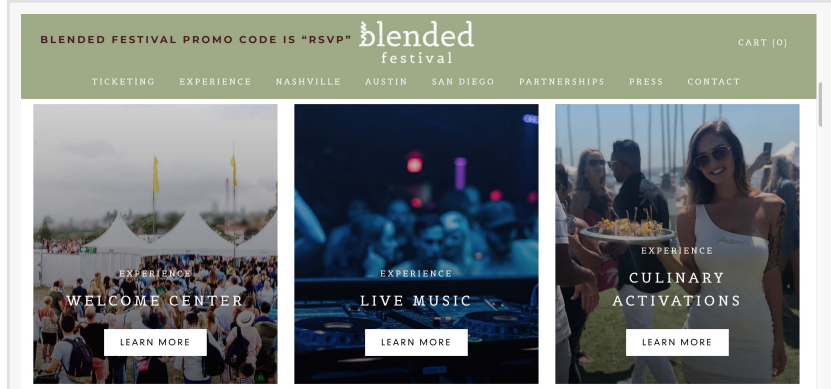 BLENDED FESTIVAL PROMO CODE IS “RSVP”
blended
festival
CART (0)
TICKETING EXPERIENCE NASHVILLE AUSTIN SAN DIEGO PARTNERSHIPS PRESS CONTACT
EXPERIENCE
WELCOME CENTER
LEARN MORE
EXPERIENCE
LIVE MUSIC
LEARN MORE
EXPERIENCE
CULINARY
ACTIVATIONS
LEARN MORE